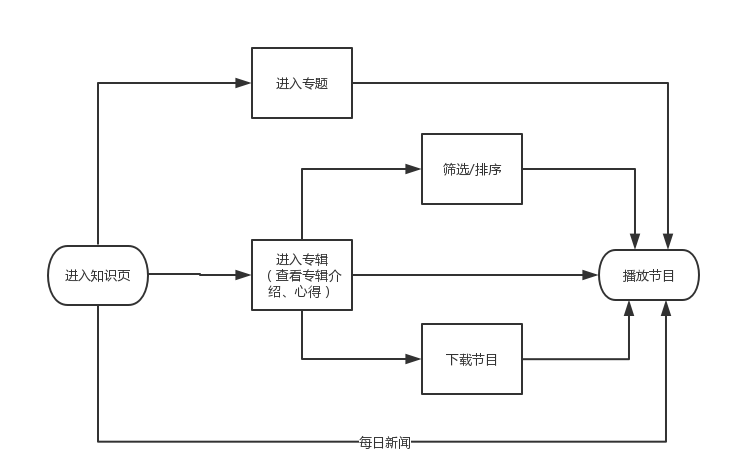 进入专题
筛选/排序
进入知识页
进入专辑
（查看专辑介
绍、心得）
播放节目
下载节目
每日新闻